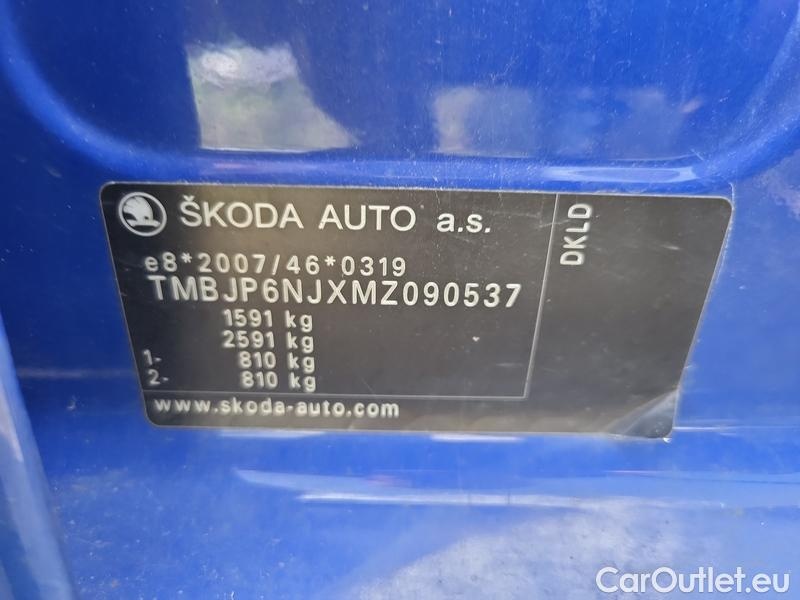 ŠKODA AUTO a.s.
DKLD
e8*2007/46*0319
TMBJP6NJXMZ090537
1591 kg
2591 kg
1- 810 kg
2- 810 kg
www.skoda-auto.com
CarOutlet.eu